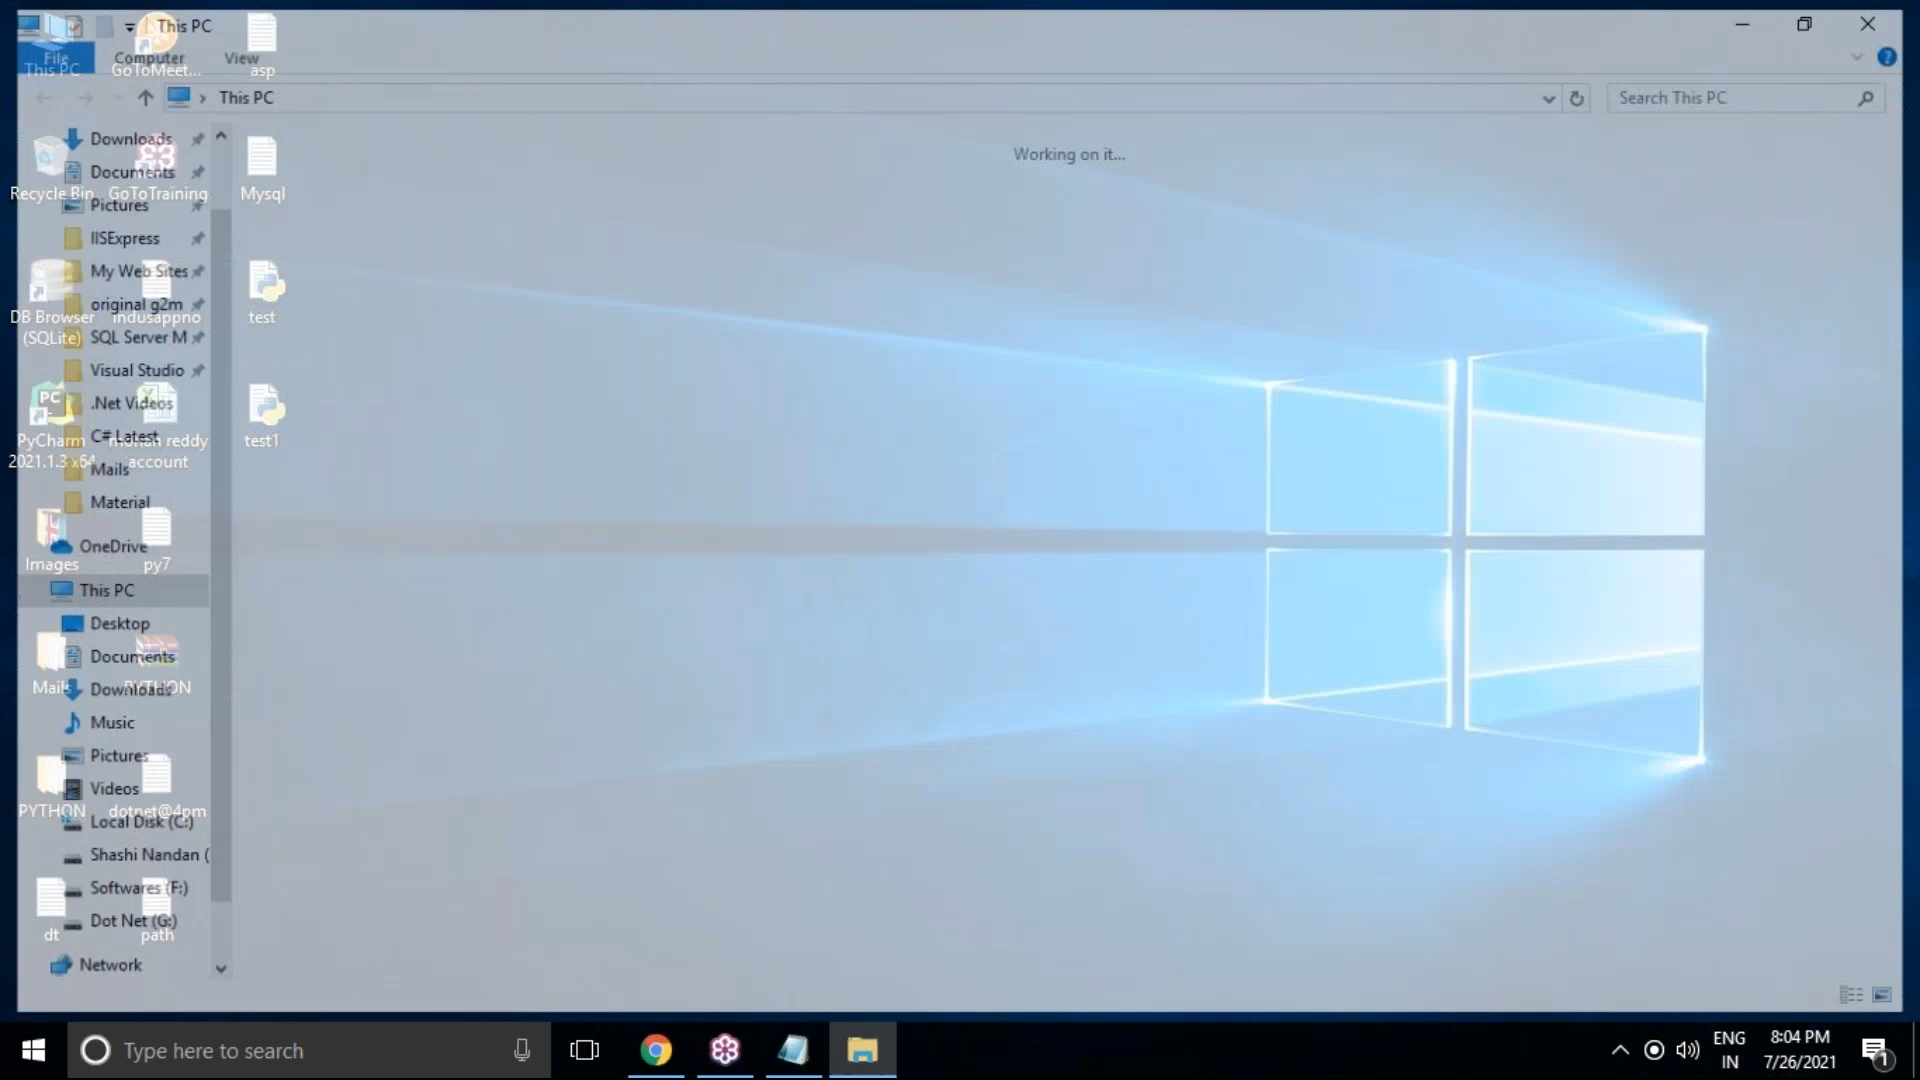 This PC
File
Computer
View
This PC
Search This PC
Working on it...
Downloads
Documents
Pictures
IISExpress
My Web Sites
original g2m
SQL Server M
Visual Studio
.Net Videos
C# Latest
Mails
Material
OneDrive
This PC
Desktop
Documents
Downloads
Music
Pictures
Videos
Local Disk (C:)
Shashi Nandan (
Softwares (F:)
Dot Net (G:)
Network
This PC
GoToMeet...
asp
Recycle Bin
GoToTraining
Mysql
DB Browser
(SQLite)
indusappno
test
PyCharm
2021.1.3 x64
mohan reddy
account
test1
Images
py7
Mails
PYTHON
PYTHON
dotnet@4pm
dt
path
Type here to search
ENG
IN
8:04 PM
7/26/2021
1